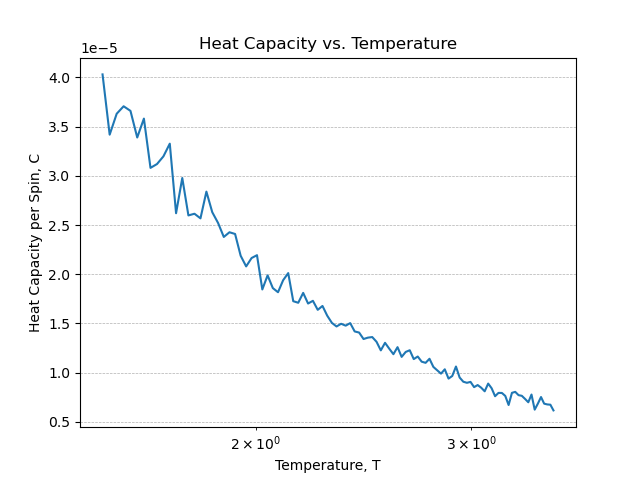 Heat Capacity vs. Temperature
1e−5
4.0
3.5
3.0
2.5
2.0
1.5
1.0
0.5
Heat Capacity per Spin, C
2 × 10⁰
3 × 10⁰
Temperature, T